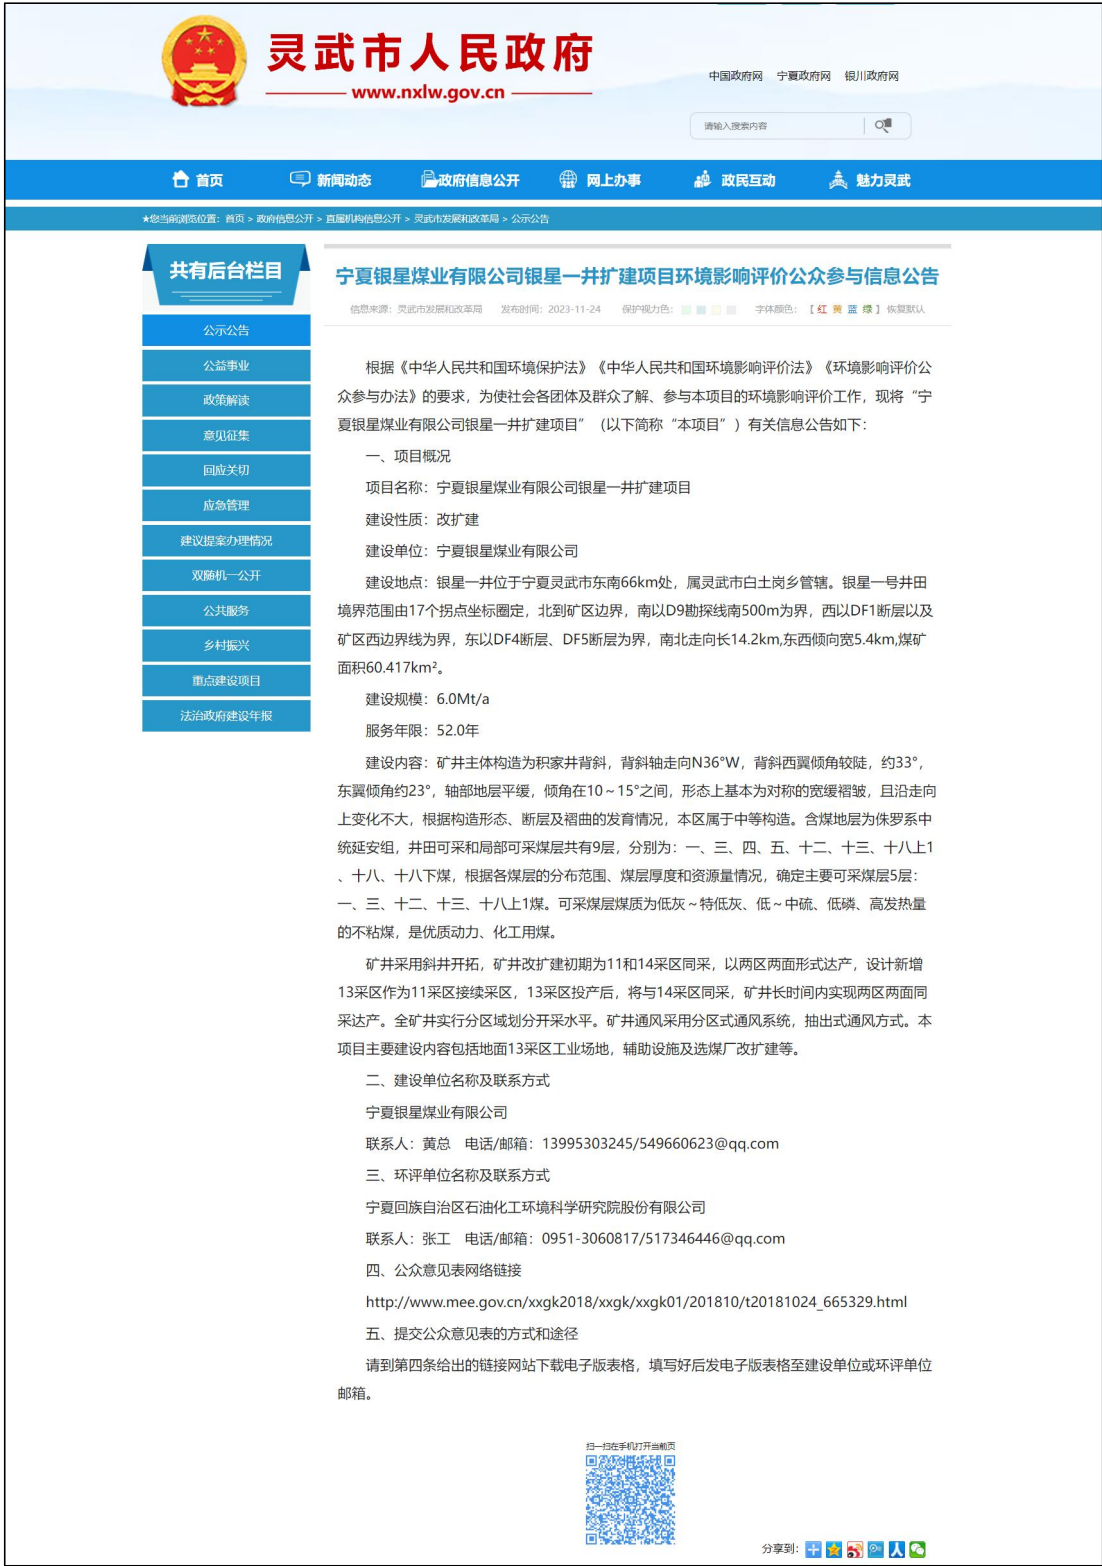 灵武市人民政府
www.nxlw.gov.cn
中国政府网 宁夏政府网 银川政府网
请输入搜索内容
首页 新闻动态 政府信息公开 网上办事 政民互动 魅力灵武
★您当前浏览位置：首页 > 政府信息公开 > 直属机构信息公开 > 灵武市发展和改革局 > 公示公告
共有后台栏目
公示公告
公益事业
政策解读
意见征集
回应关切
应急管理
建议提案办理情况
双随机一公开
公共服务
乡村振兴
重点建设项目
法治政府建设年报
宁夏银星煤业有限公司银星一井扩建项目环境影响评价公众参与信息公告
信息来源：灵武市发展和改革局 发布时间：2023-11-24 保护视力色： 字体颜色：【 红 黄 蓝 绿 】恢复默认
根据《中华人民共和国环境保护法》《中华人民共和国环境影响评价法》《环境影响评价公
众参与办法》的要求，为使社会各团体及群众了解、参与本项目的环境影响评价工作，现将“宁
夏银星煤业有限公司银星一井扩建项目”（以下简称“本项目”）有关信息公告如下：
一、项目概况
项目名称：宁夏银星煤业有限公司银星一井扩建项目
建设性质：改扩建
建设单位：宁夏银星煤业有限公司
建设地点：银星一井位于宁夏灵武市东南66km处，属灵武市白土岗乡管辖。银星一号井田
境界范围由17个拐点坐标圈定，北到矿区边界，南以D9勘探线南500m为界，西以DF1断层以及
矿区西边界线为界，东以DF4断层、DF5断层为界，南北走向长14.2km,东西倾向宽5.4km,煤矿
面积60.417km²。
建设规模：6.0Mt/a
服务年限：52.0年
建设内容：矿井主体构造为积家井背斜，背斜轴走向N36°W，背斜西翼倾角较陡，约33°，
东翼倾角约23°，轴部地层平缓，倾角在10～15°之间，形态上基本为对称的宽缓褶皱，且沿走向
上变化不大，根据构造形态、断层及褶曲的发育情况，本区属于中等构造。含煤地层为侏罗系中
统延安组，井田可采和局部可采煤层共有9层，分别为：一、三、四、五、十二、十三、十八上1
、十八、十八下煤，根据各煤层的分布范围、煤层厚度和资源量情况，确定主要可采煤层5层：
一、三、十二、十三、十八上1煤。可采煤层煤质为低灰～特低灰、低～中硫、低磷、高发热量
的不粘煤，是优质动力、化工用煤。
矿井采用斜井开拓，矿井改扩建初期为11和14采区同采，以两区两面形式达产，设计新增
13采区作为11采区接续采区，13采区投产后，将与14采区同采，矿井长时间内实现两区两面同
采达产。全矿井实行分区域划分开采水平。矿井通风采用分区式通风系统，抽出式通风方式。本
项目主要建设内容包括地面13采区工业场地，辅助设施及选煤厂改扩建等。
二、建设单位名称及联系方式
宁夏银星煤业有限公司
联系人：黄总 电话/邮箱：13995303245/549660623@qq.com
三、环评单位名称及联系方式
宁夏回族自治区石油化工环境科学研究院股份有限公司
联系人：张工 电话/邮箱：0951-3060817/517346446@qq.com
四、公众意见表网络链接
http://www.mee.gov.cn/xxgk2018/xxgk/xxgk01/201810/t20181024_665329.html
五、提交公众意见表的方式和途径
请到第四条给出的链接网站下载电子版表格，填写好后发电子版表格至建设单位或环评单位
邮箱。
扫一扫在手机打开当前页
分享到：